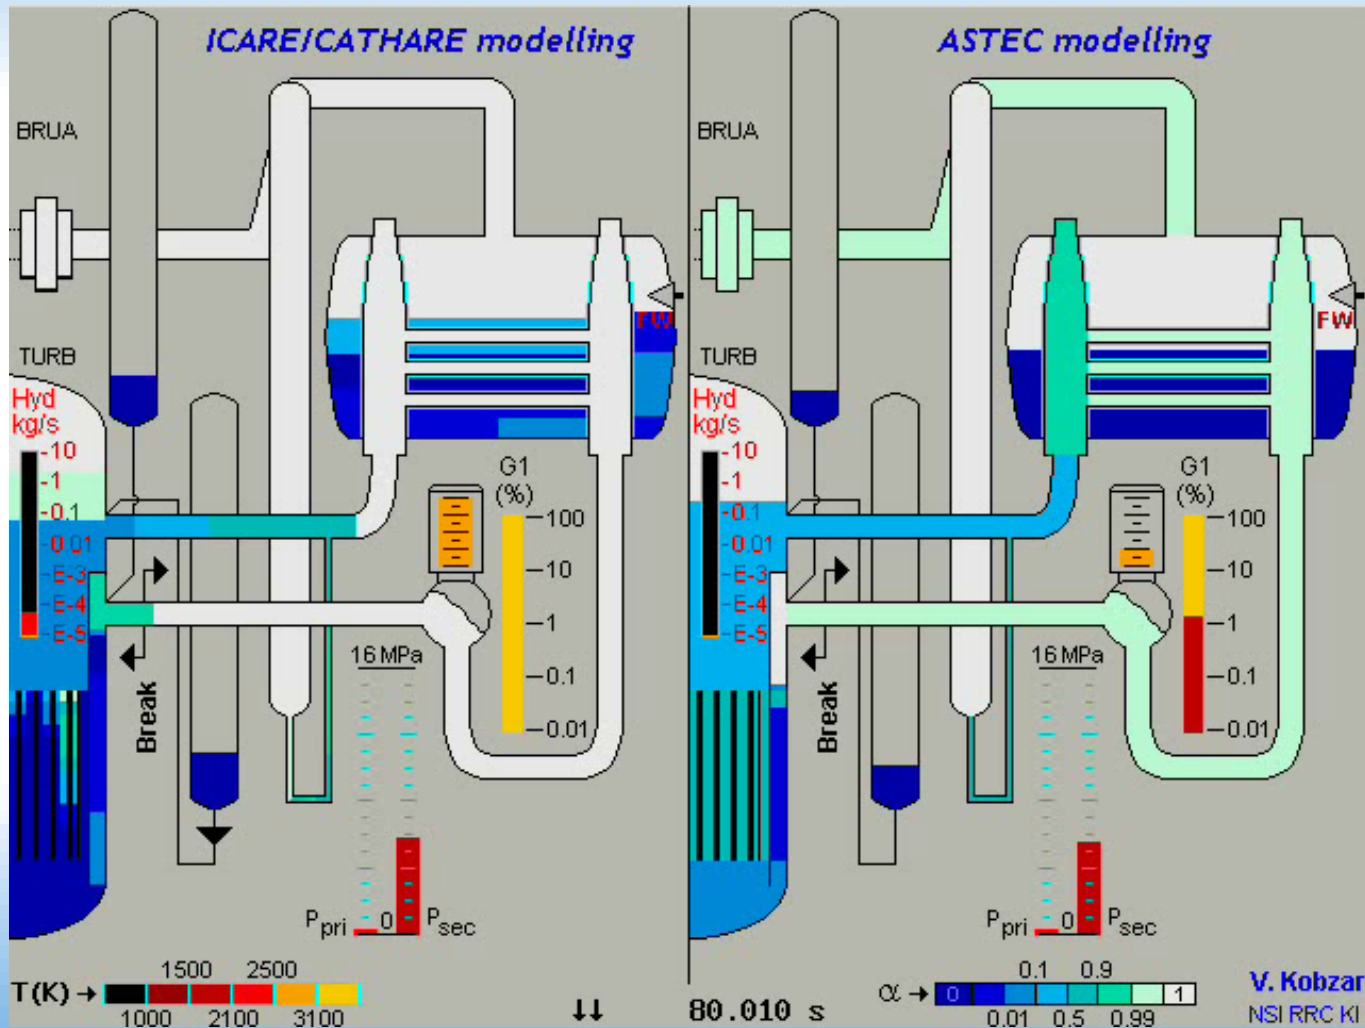 ICARE/CATHARE modelling
BRUA
TURB
Hyd
kg/s
-10
-1
-0.1
-0.01
-E-3
-E-4
-E-5
FW
G1
(%)
100
10
1
0.1
0.01
Break
16 MPa
P pri
0
P sec
T(K)
1500 2500
1000 2100 3100
ASTEC modelling
BRUA
TURB
Hyd
kg/s
-10
-1
-0.1
-0.01
-E-3
-E-4
-E-5
FW
G1
(%)
100
10
1
0.1
0.01
Break
16 MPa
P pri
0
P sec
80.010 s
α
0.1 0.9
0 1
0.01 0.5 0.99
V. Kobzar
NSI RRC KI